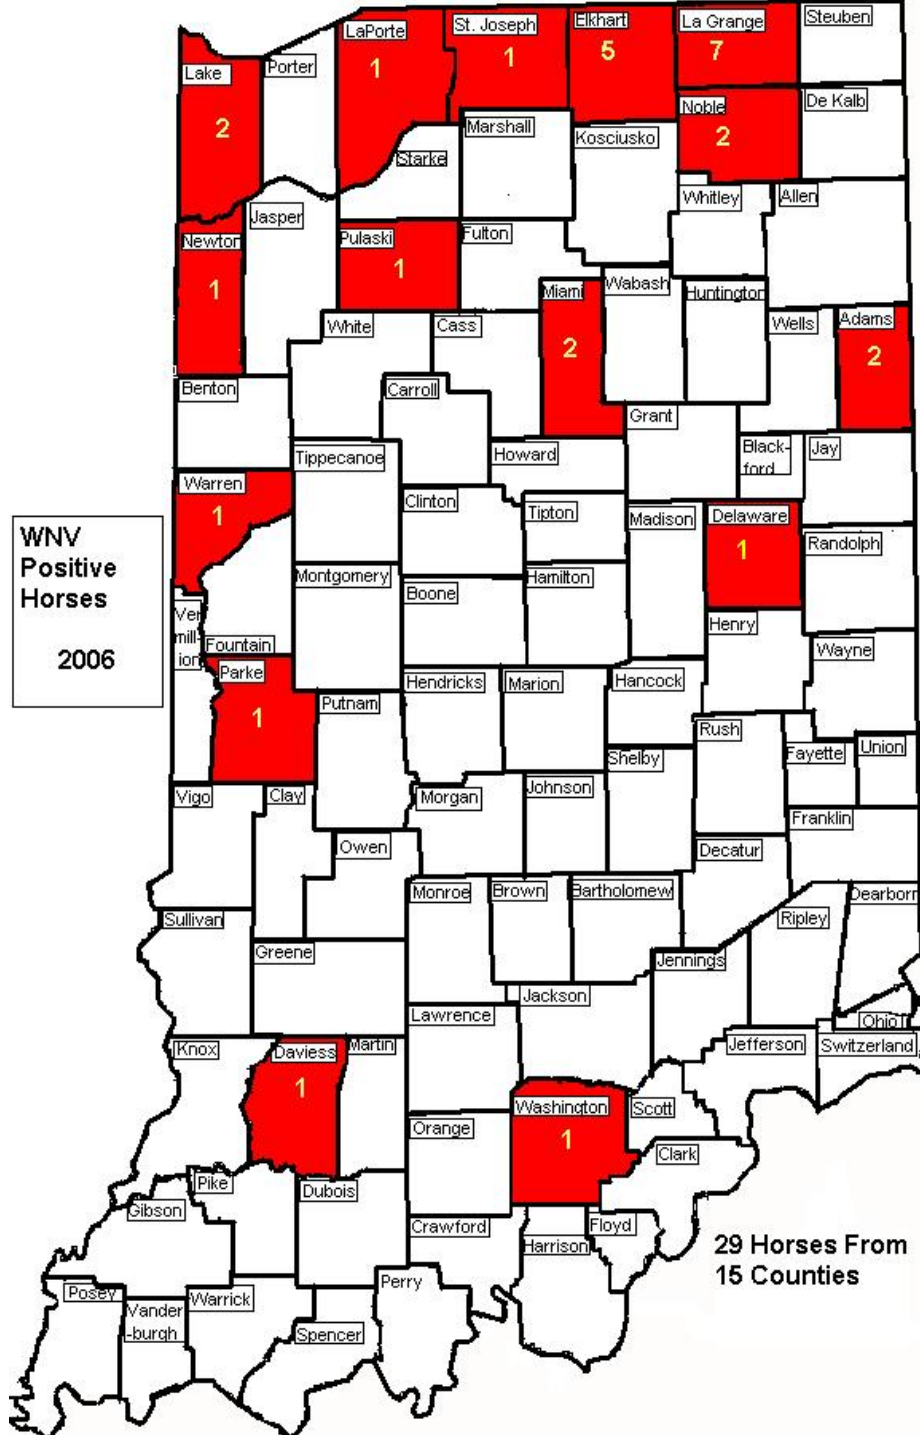 LaPorte
St. Joseph
Elkhart
La Grange
Steuben
1
1
5
7
Lake
Porter
2
Noble
2
De Kalb
Marshall
Kosciusko
Starke
Whitley
Allen
Jasper
Newton
1
Pulaski
1
Fulton
Miami
2
Wabash
Huntington
Wells
Adams
2
White
Cass
Benton
Carroll
Grant
Black-
ford
Jay
Tippecanoe
Howard
Warren
1
Clinton
Tipton
Madison
Delaware
1
Randolph
WNV
Positive
Horses
2006
Montgomery
Boone
Hamilton
Ver
mill-
ion
Fountain
Henry
Wayne
Parke
1
Putnam
Hendricks
Marion
Hancock
Rush
Fayette
Union
Shelby
Vigo
Clay
Morgan
Johnson
Franklin
Owen
Decatur
Monroe
Brown
Bartholomew
Dearborn
Ripley
Sullivan
Greene
Jennings
Jackson
Lawrence
Ohio
Knox
Daviess
1
Martin
Jefferson
Switzerland
Washington
1
Scott
Orange
Clark
Pike
Dubois
Gibson
Crawford
Harrison
Floyd
29 Horses From
15 Counties
Posey
Vander
-burgh
Warrick
Perry
Spencer